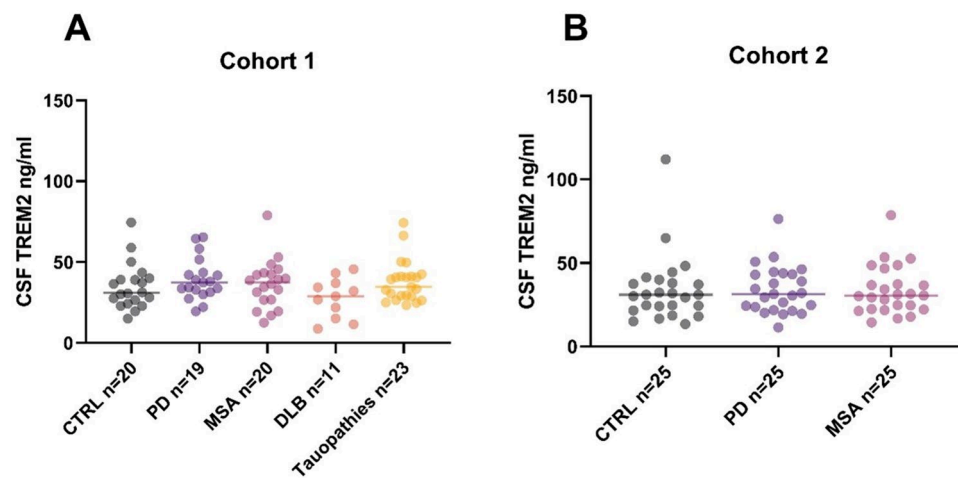 A
Cohort 1
CSF TREM2 ng/ml
150
100
50
0
CTRL n=20
PD n=19
MSA n=20
DLB n=11
Tauopathies n=23
B
Cohort 2
CSF TREM2 ng/ml
150
100
50
0
CTRL n=25
PD n=25
MSA n=25